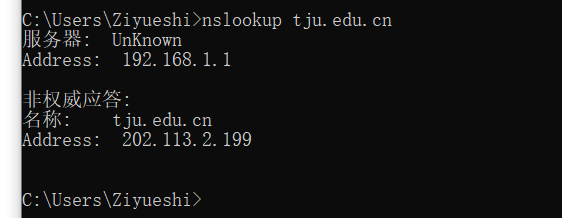 C:\Users\Ziyueshi>nslookup tju.edu.cn
服务器:  UnKnown
Address:  192.168.1.1
非权威应答:
名称:    tju.edu.cn
Address:  202.113.2.199
C:\Users\Ziyueshi>